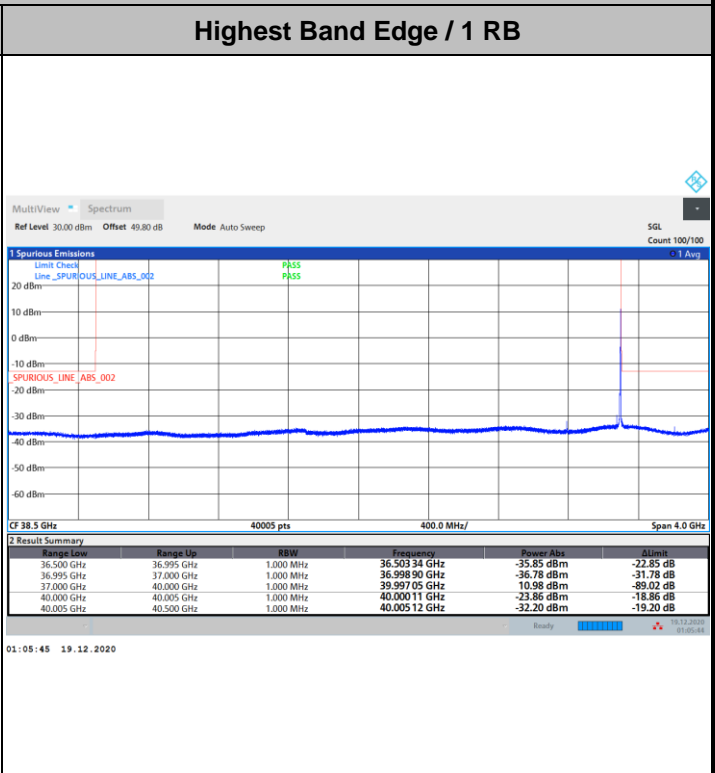 Highest Band Edge / 1 RB
MultiView Spectrum
Ref Level 30.00 dBm Offset 49.80 dB Mode Auto Sweep SGL
Count 100/100
1 Spurious Emissions 1 Avg
Limit Check PASS
Line _SPURIOUS_LINE_ABS_002 PASS
20 dBm
10 dBm
0 dBm
-10 dBm
_SPURIOUS_LINE_ABS_002
-20 dBm
-30 dBm
-40 dBm
-50 dBm
-60 dBm
CF 38.5 GHz 40005 pts 400.0 MHz/ Span 4.0 GHz
2 Result Summary
Range Low Range Up RBW Frequency Power Abs ΔLimit
36.500 GHz 36.995 GHz 1.000 MHz 36.503 34 GHz -35.85 dBm -22.85 dB
36.995 GHz 37.000 GHz 1.000 MHz 36.998 90 GHz -36.78 dBm -31.78 dB
37.000 GHz 40.000 GHz 1.000 MHz 39.997 05 GHz 10.98 dBm -89.02 dB
40.000 GHz 40.005 GHz 1.000 MHz 40.000 11 GHz -23.86 dBm -18.86 dB
40.005 GHz 40.500 GHz 1.000 MHz 40.005 12 GHz -32.20 dBm -19.20 dB
Ready 19.12.2020
01:05:44
01:05:45 19.12.2020